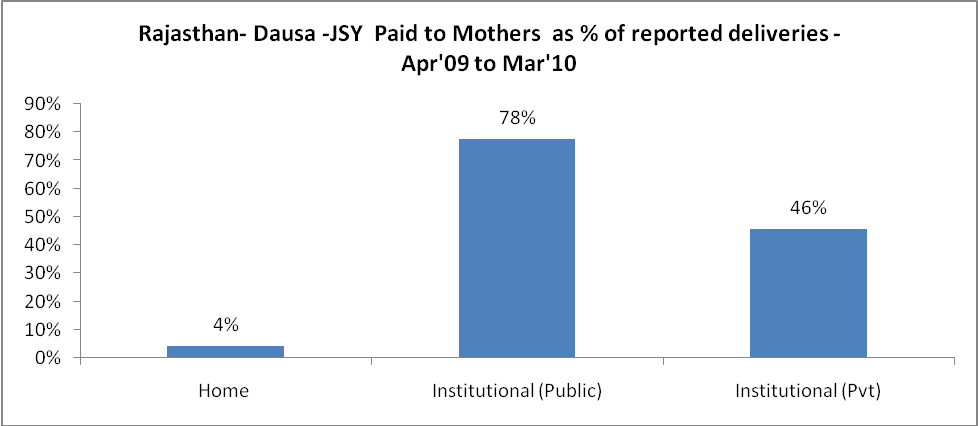 Rajasthan- Dausa -JSY Paid to Mothers as % of reported deliveries -
Apr'09 to Mar'10
90%
80%
70%
60%
50%
40%
30%
20%
10%
0%
4%
78%
46%
Home
Institutional (Public)
Institutional (Pvt)